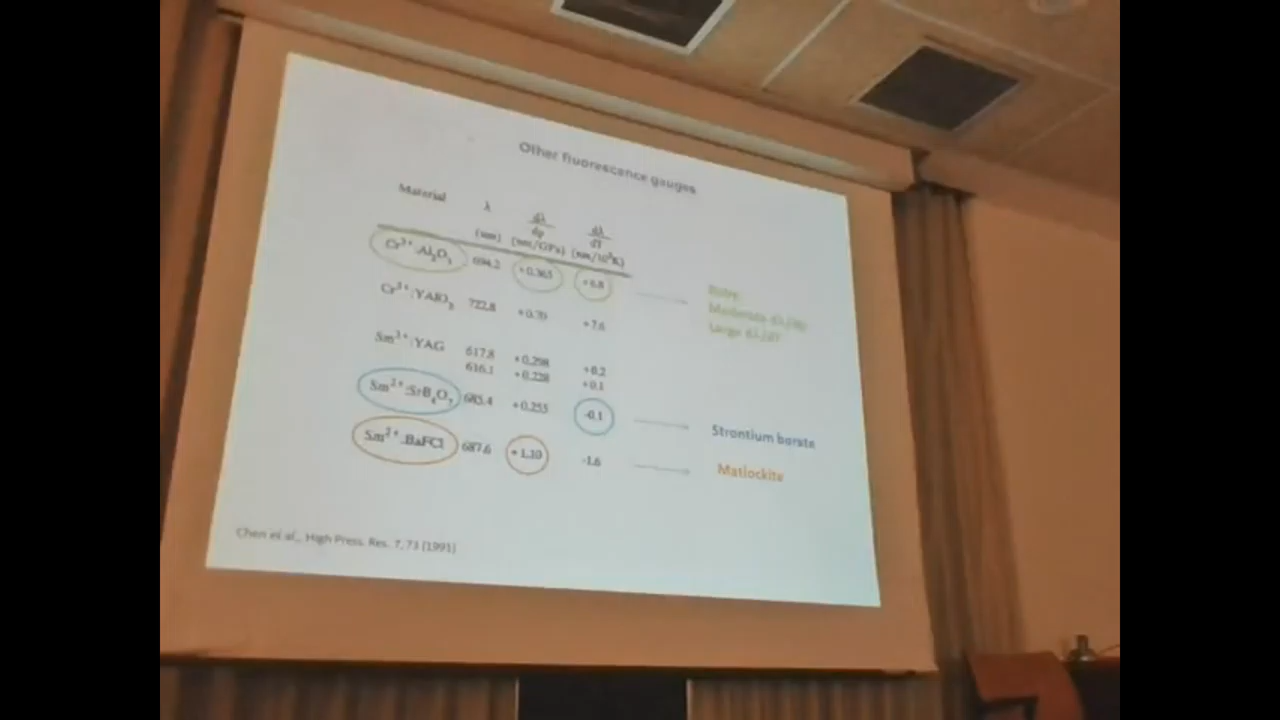 Other fluorescance gauges
Material λ dλ/dp dλ/dT
(nm) (nm/GPa) (nm/10³K)
Cr³⁺:Al₂O₃ 694.2 +0.365 +6.8
Cr³⁺:YAlO₃ 722.8 +0.70 +7.6
Sm³⁺:YAG 617.8 +0.298 +0.2
616.1 +0.228 +0.1
Sm²⁺:SrB₄O₇ 685.4 +0.255 -0.1
Sm²⁺:BaFCl 687.6 +1.10 -1.6
Ruby
Moderate dλ/dp
Large dλ/dT
Strontium borate
Matlockite
Chen et al., High Press. Res. 7, 73 (1991)